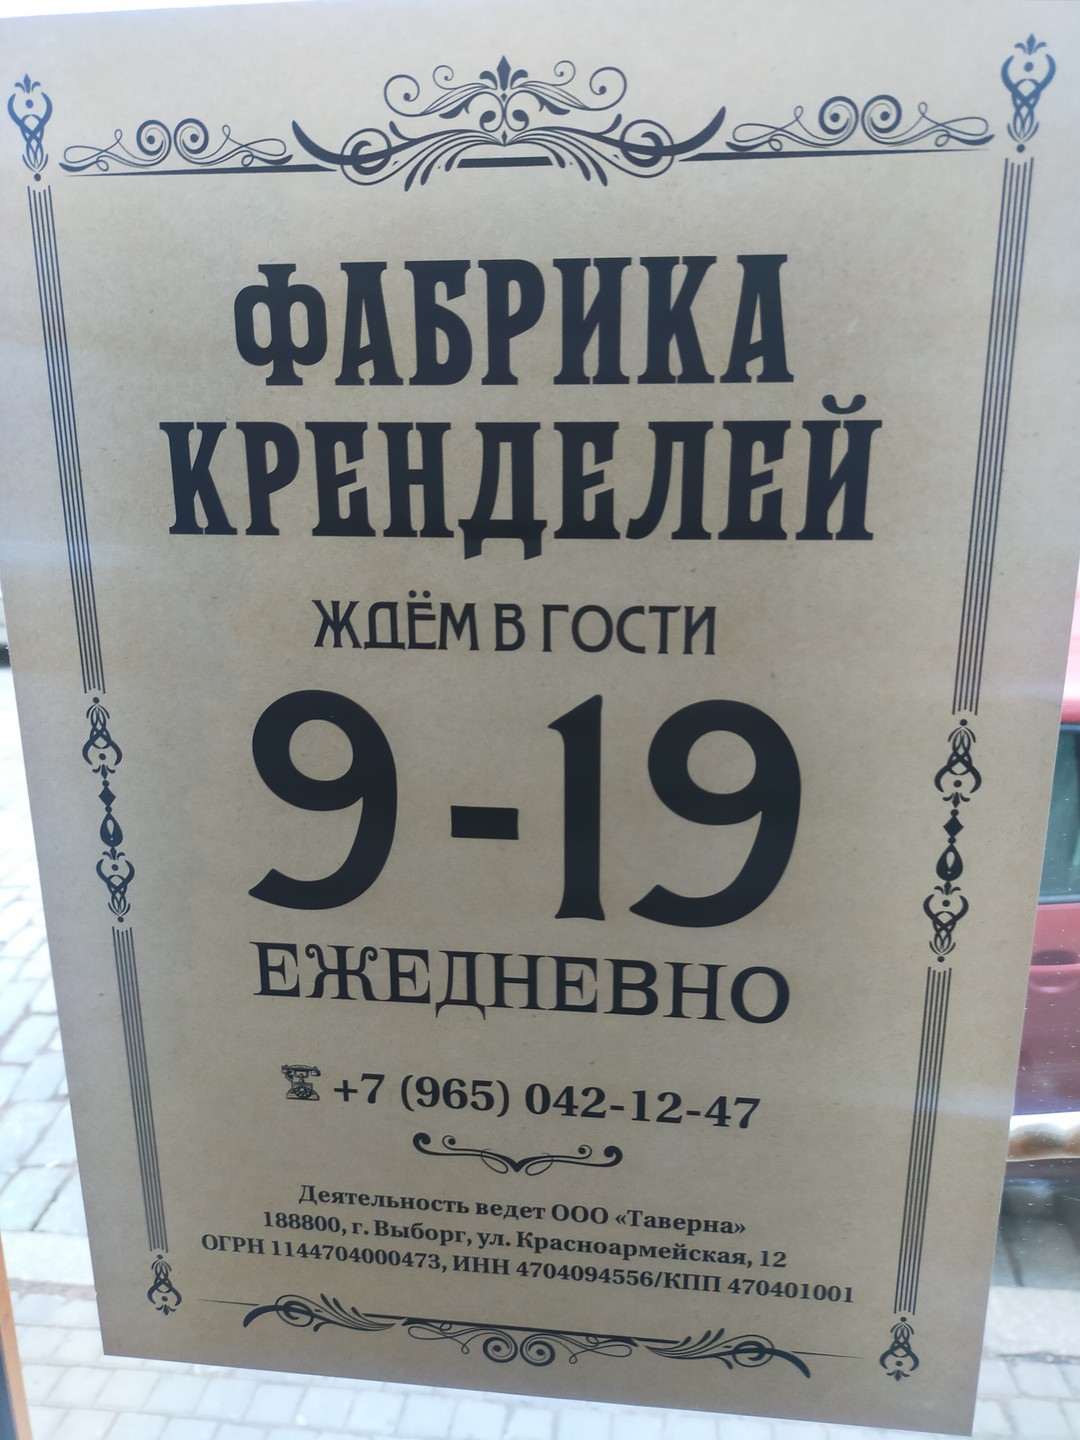 ФАБРИКА
КРЕНДЕЛЕЙ
ЖДЁМ В ГОСТИ
9-19
ЕЖЕДНЕВНО
+7 (965) 042-12-47
Деятельность ведет ООО «Таверна»
188800, г. Выборг, ул. Красноармейская, 12
ОГРН 1144704000473, ИНН 4704094556/КПП 470401001